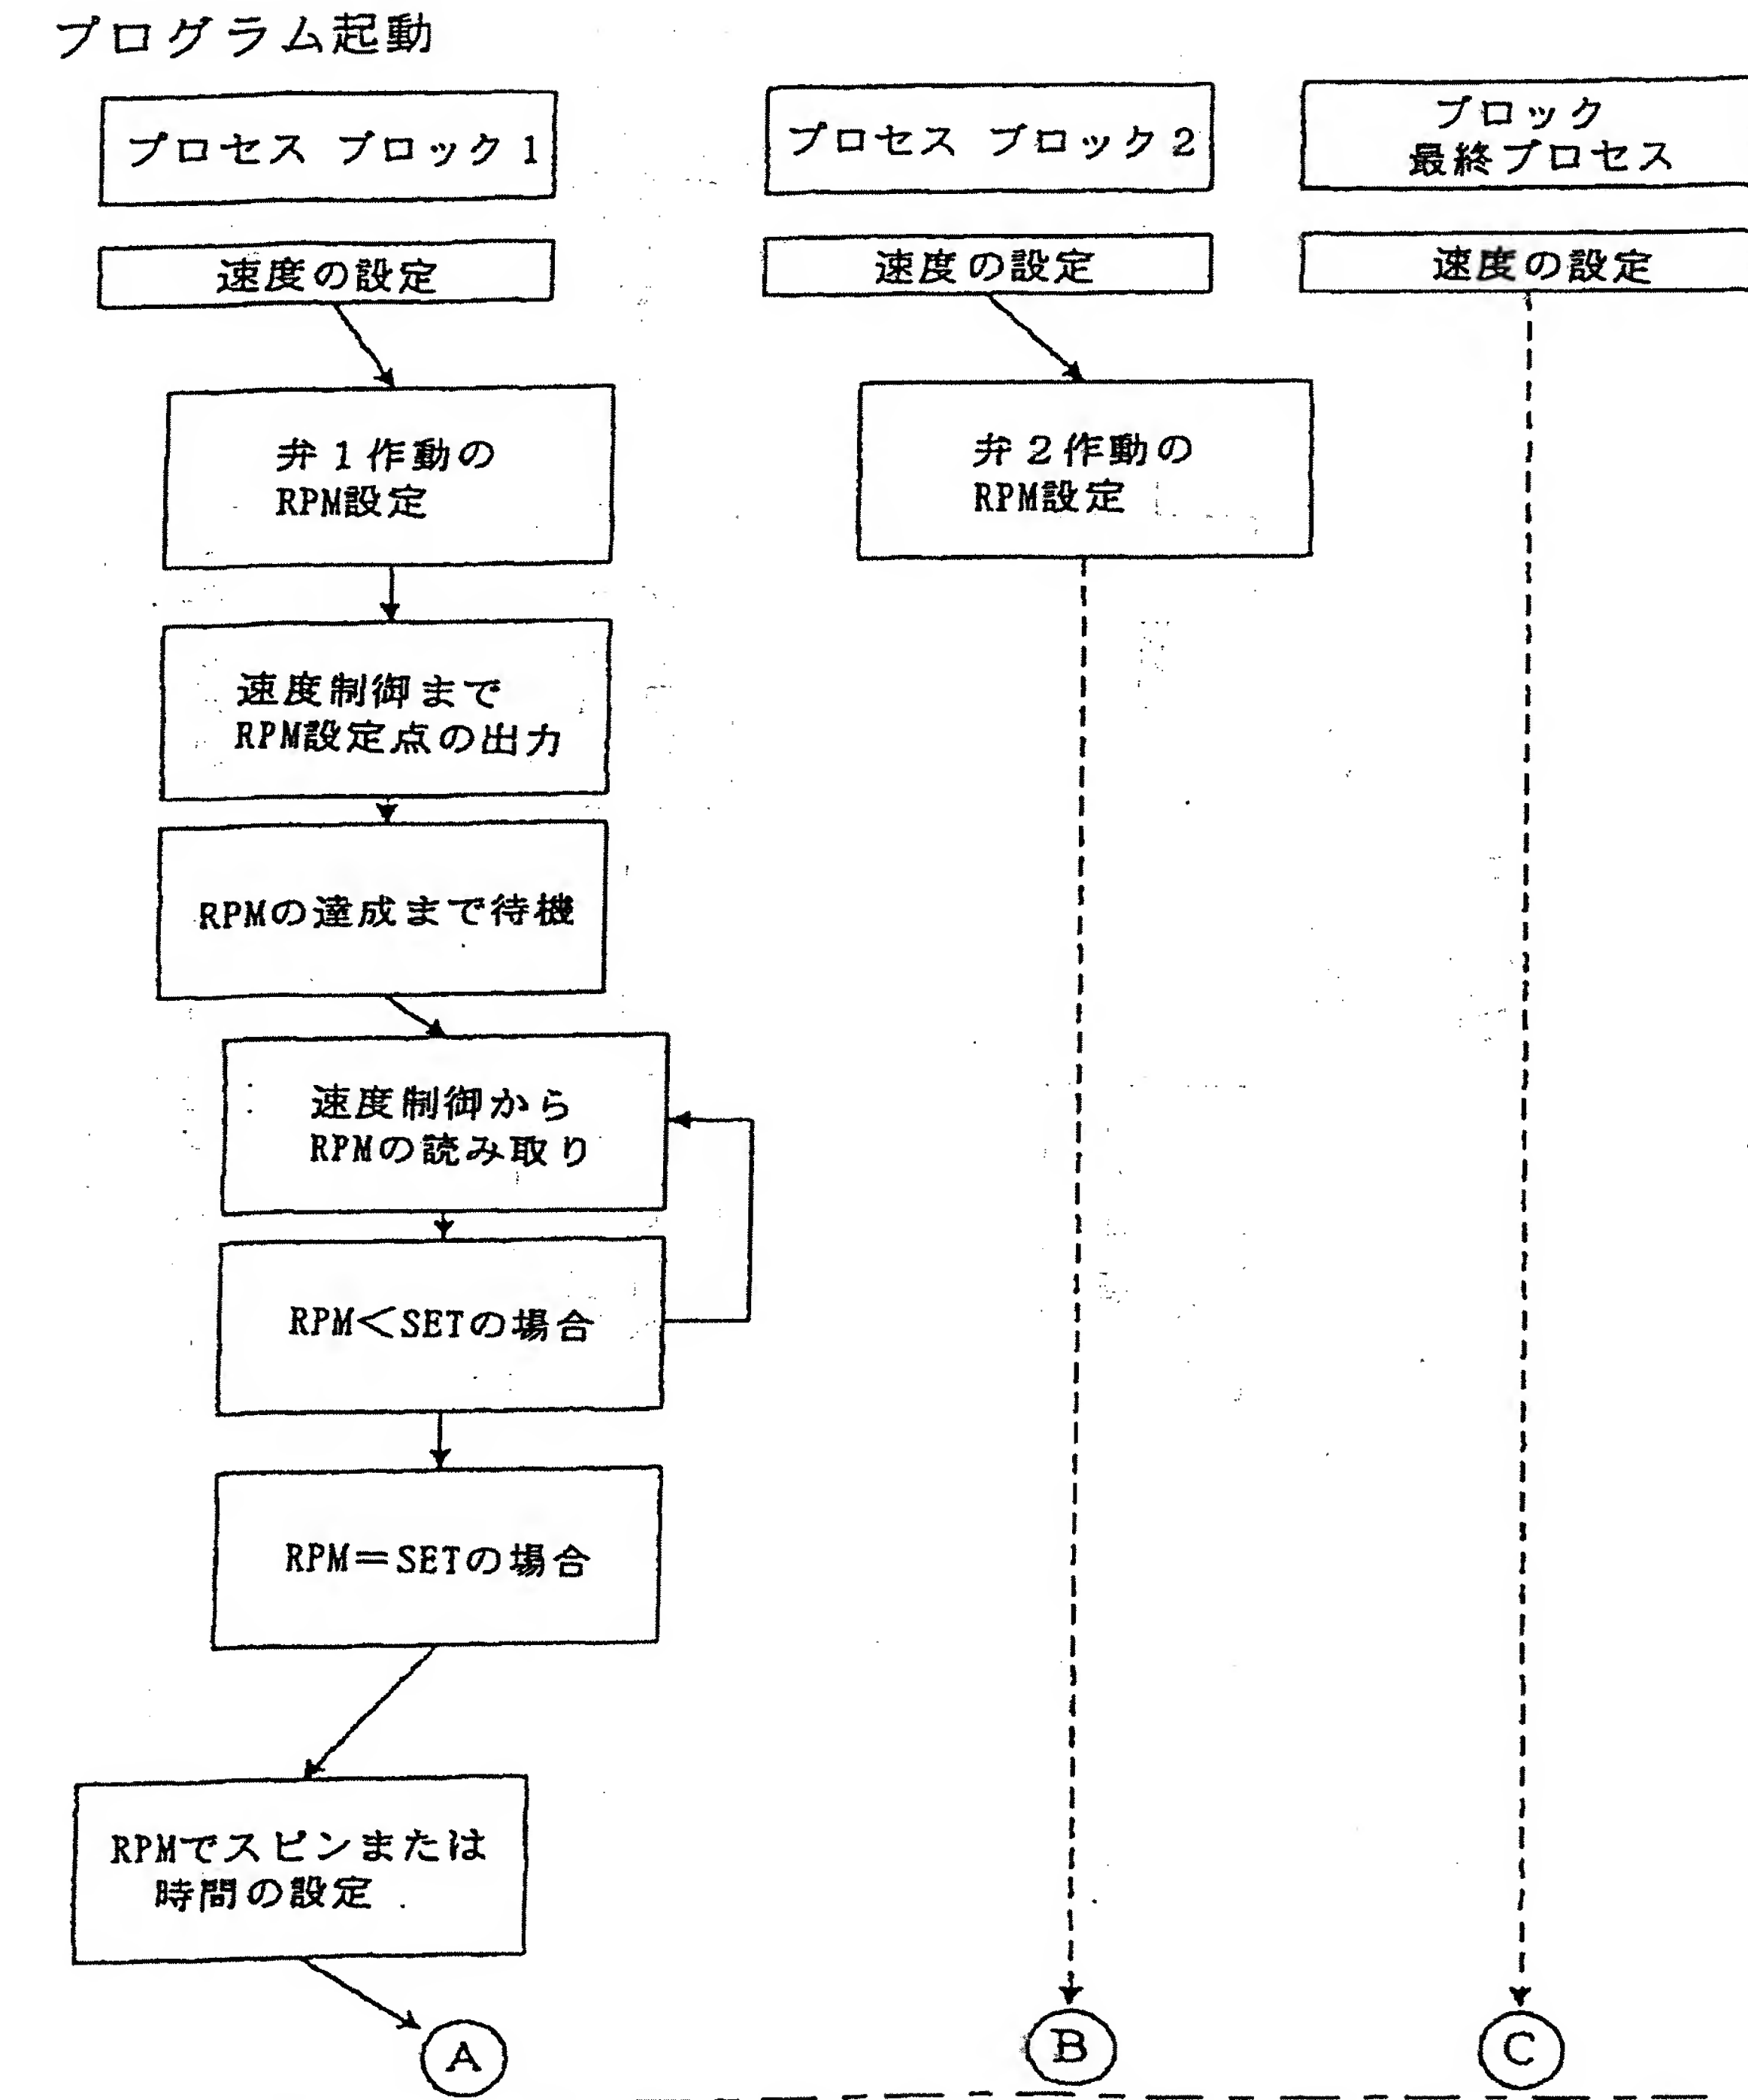 プログラム起動
プロセス ブロック1
速度の設定
弁1作動の
RPM設定
速度制御まで
RPM設定点の出力
RPMの達成まで待機
速度制御から
RPMの読み取り
RPM<SETの場合
RPM=SETの場合
RPMでスピンまたは
時間の設定
A
プロセス ブロック2
速度の設定
弁2作動の
RPM設定
B
ブロック
最終プロセス
速度の設定
C